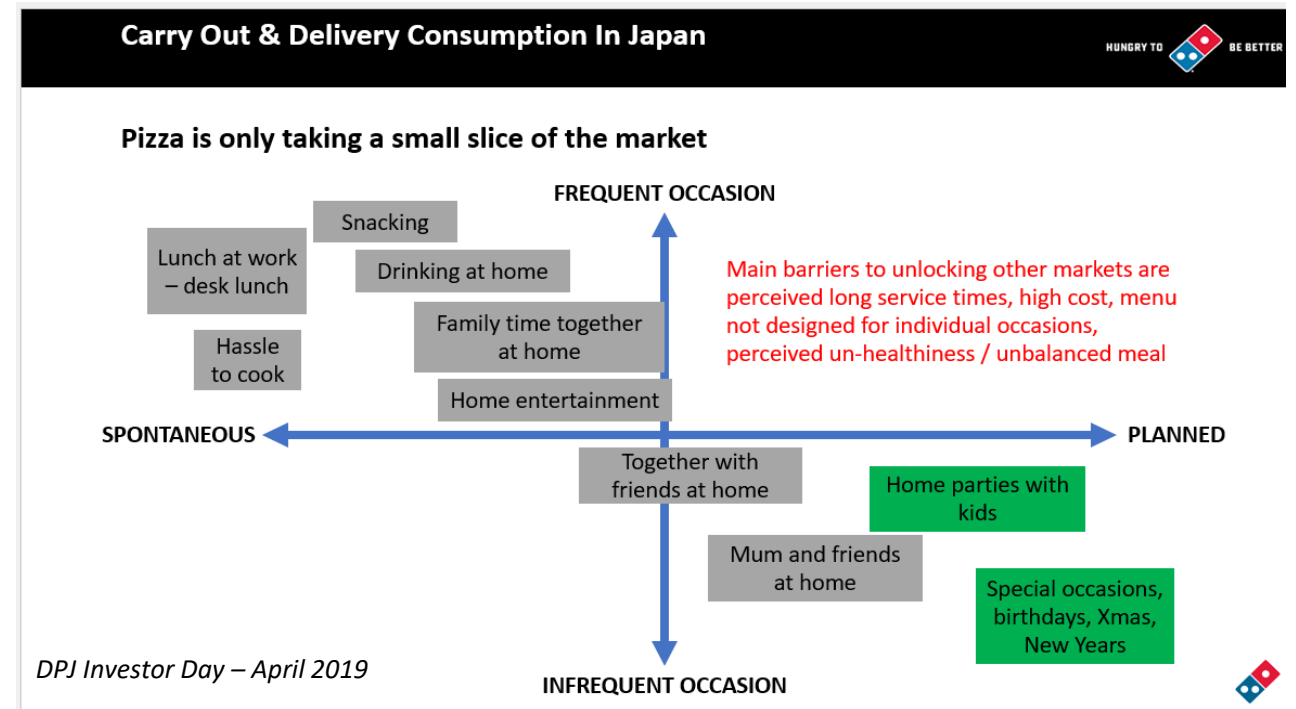 Carry Out & Delivery Consumption In Japan
HUNGRY TO BE BETTER
Pizza is only taking a small slice of the market
FREQUENT OCCASION
Snacking
Lunch at work
– desk lunch
Drinking at home
Main barriers to unlocking other markets are
perceived long service times, high cost, menu
not designed for individual occasions,
perceived un-healthiness / unbalanced meal
Family time together
at home
Hassle
to cook
Home entertainment
SPONTANEOUS
PLANNED
Together with
friends at home
Home parties with
kids
Mum and friends
at home
Special occasions,
birthdays, Xmas,
New Years
DPJ Investor Day – April 2019
INFREQUENT OCCASION